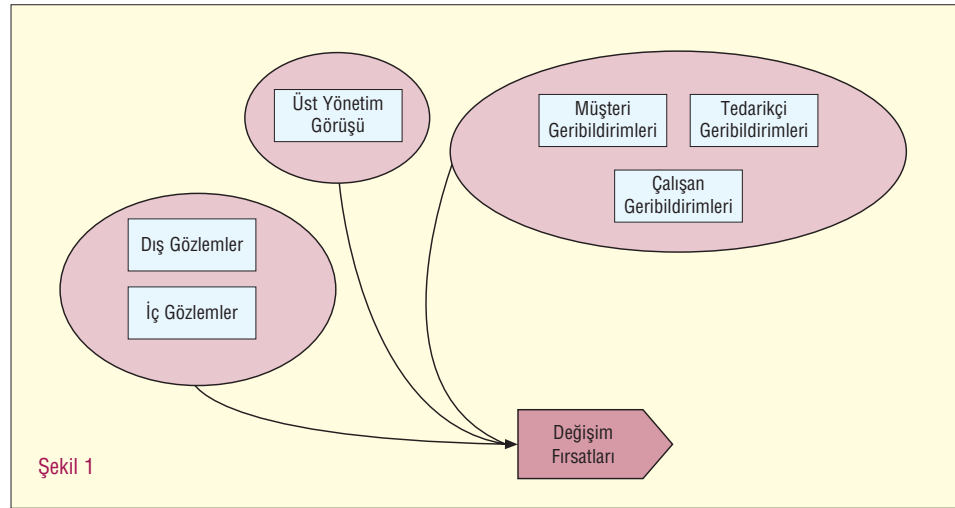 Üst Yönetim
Görüşü
Müşteri
Geribildirimleri
Tedarikçi
Geribildirimleri
Çalışan
Geribildirimleri
Dış Gözlemler
İç Gözlemler
Değişim
Fırsatları
Şekil 1